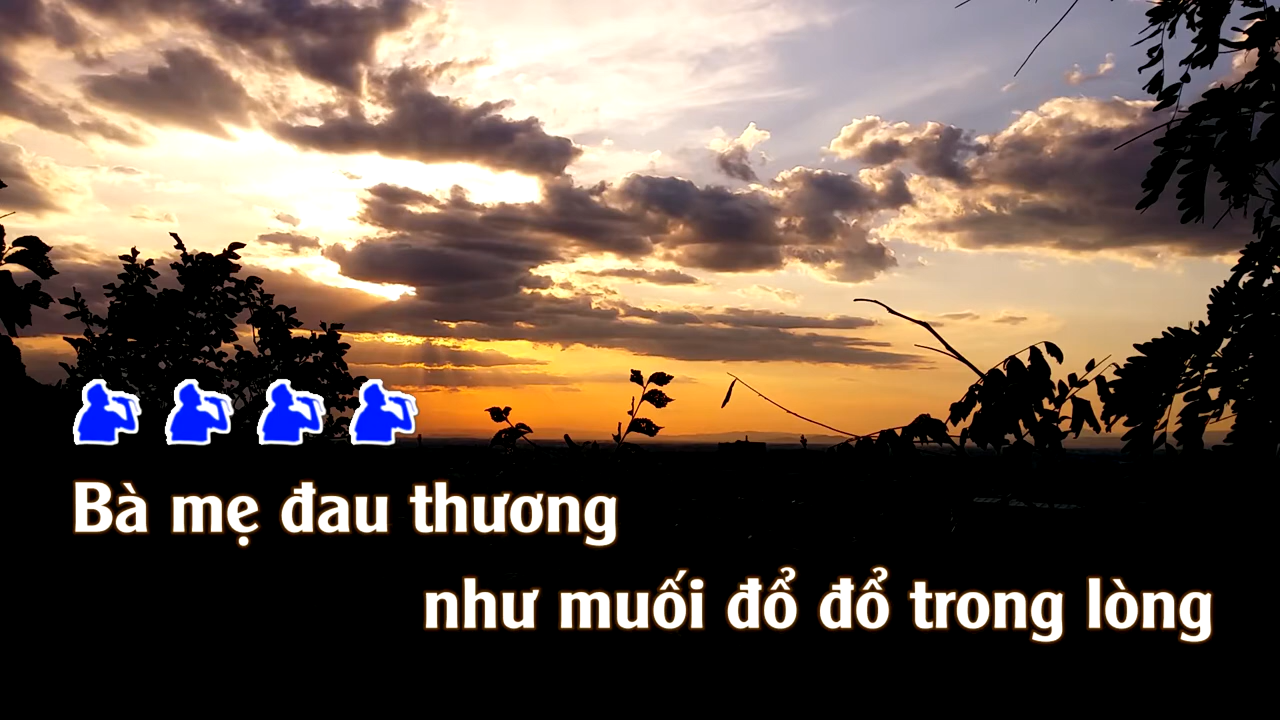 Bà mẹ đau thương
như muối đổ đổ trong lòng